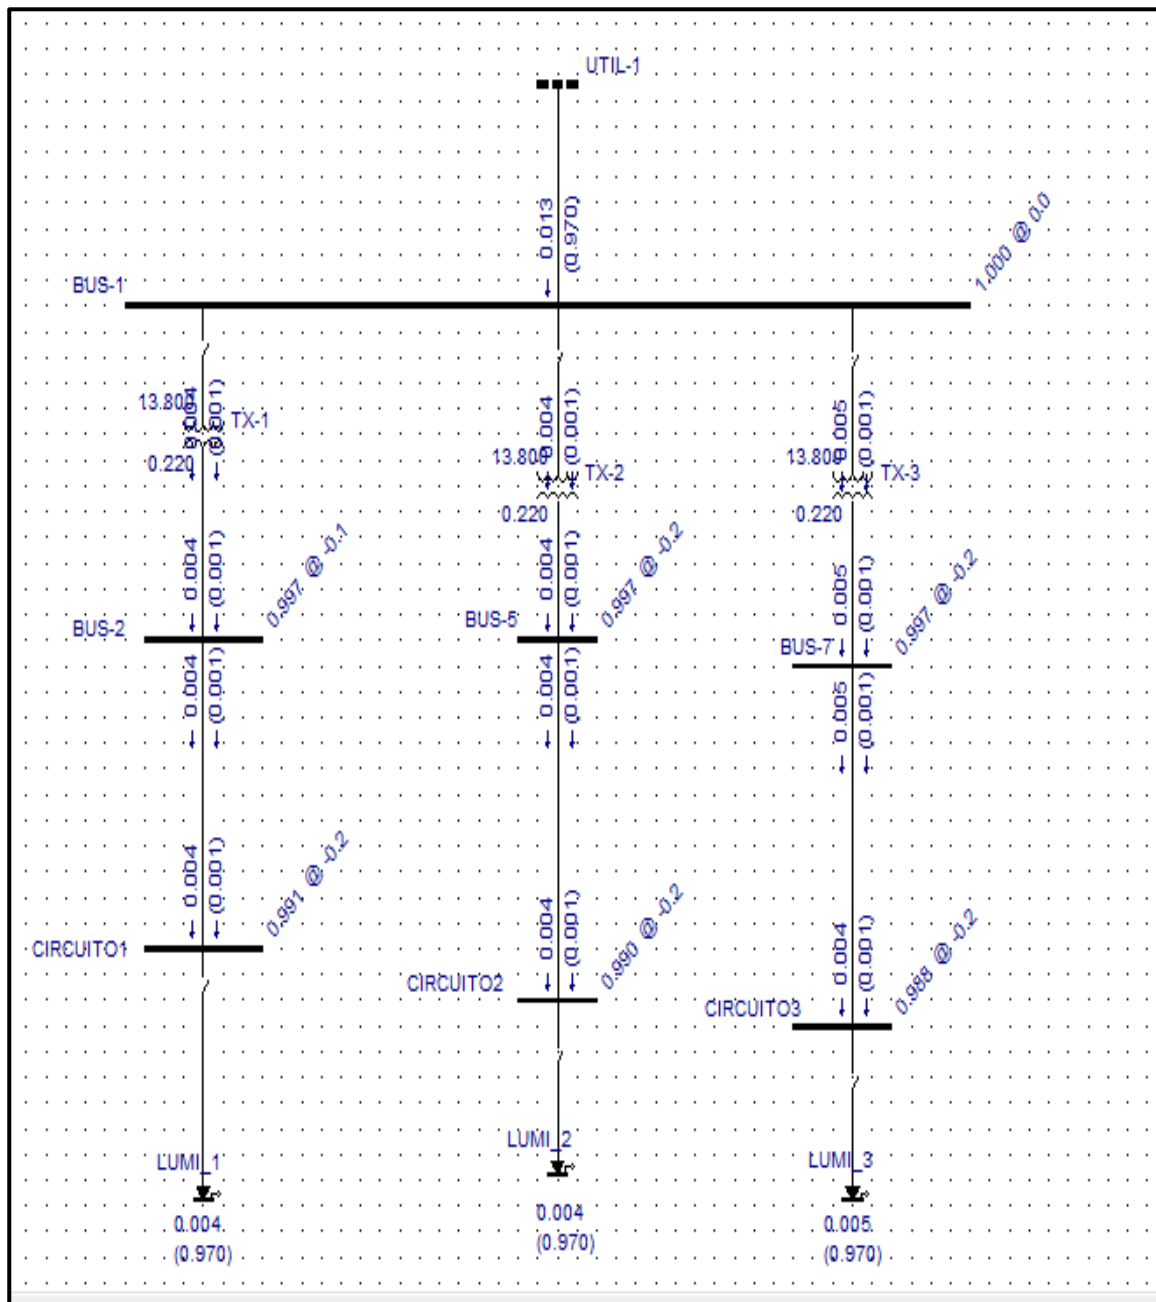 UTIL-1
0.013
(0.970)
1.000 @ 0.0
BUS-1
13.800
0.004
(0.001)
TX-1
0.220
13.800
0.004
(0.001)
TX-2
0.220
13.800
0.005
(0.001)
TX-3
0.220
0.004
(0.001)
0.997 @ -0.1
BUS-2
0.004
(0.001)
0.004
(0.001)
0.997 @ -0.2
BUS-5
0.004
(0.001)
0.005
(0.001)
0.997 @ -0.2
BUS-7
0.005
(0.001)
0.004
(0.001)
0.991 @ -0.2
CIRCUITO1
0.004
(0.001)
0.990 @ -0.2
CIRCUITO2
0.004
(0.001)
0.988 @ -0.2
CIRCUITO3
LUMI_1
0.004
(0.970)
LUMI_2
0.004
(0.970)
LUMI_3
0.005
(0.970)